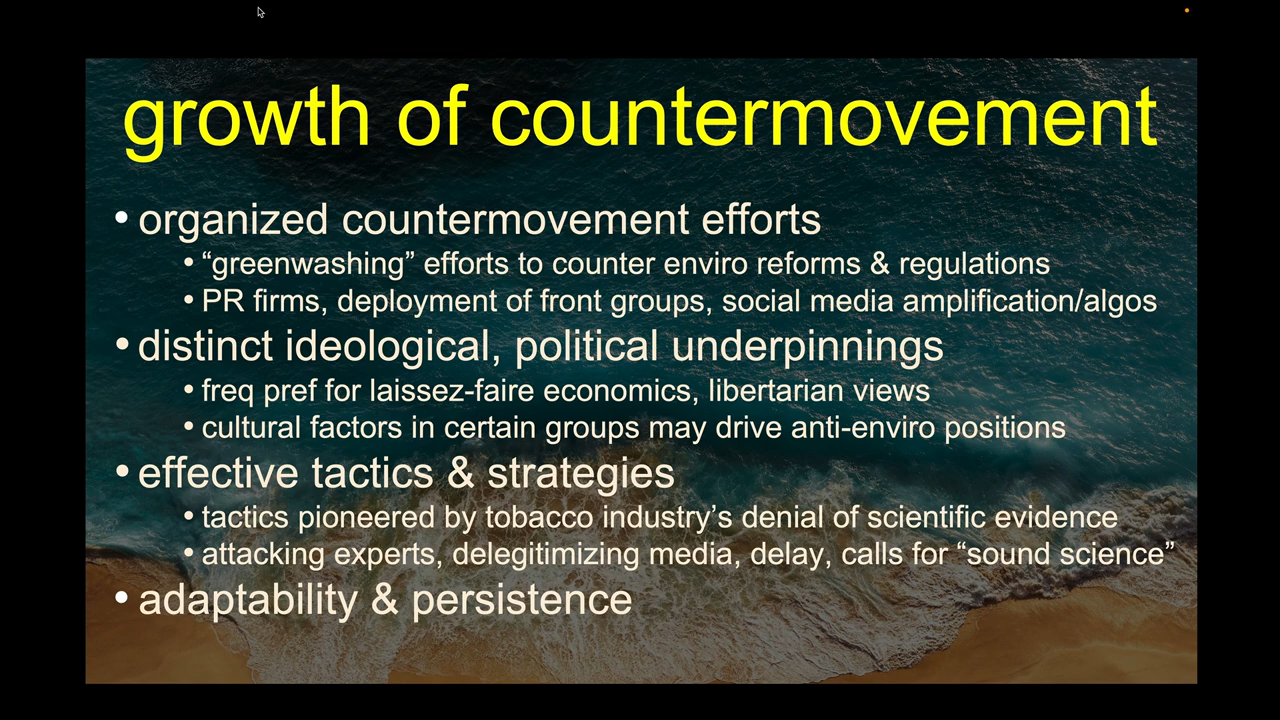 growth of countermovement
• organized countermovement efforts
• “greenwashing” efforts to counter enviro reforms & regulations
• PR firms, deployment of front groups, social media amplification/algos
• distinct ideological, political underpinnings
• freq pref for laissez-faire economics, libertarian views
• cultural factors in certain groups may drive anti-enviro positions
• effective tactics & strategies
• tactics pioneered by tobacco industry’s denial of scientific evidence
• attacking experts, delegitimizing media, delay, calls for “sound science”
• adaptability & persistence